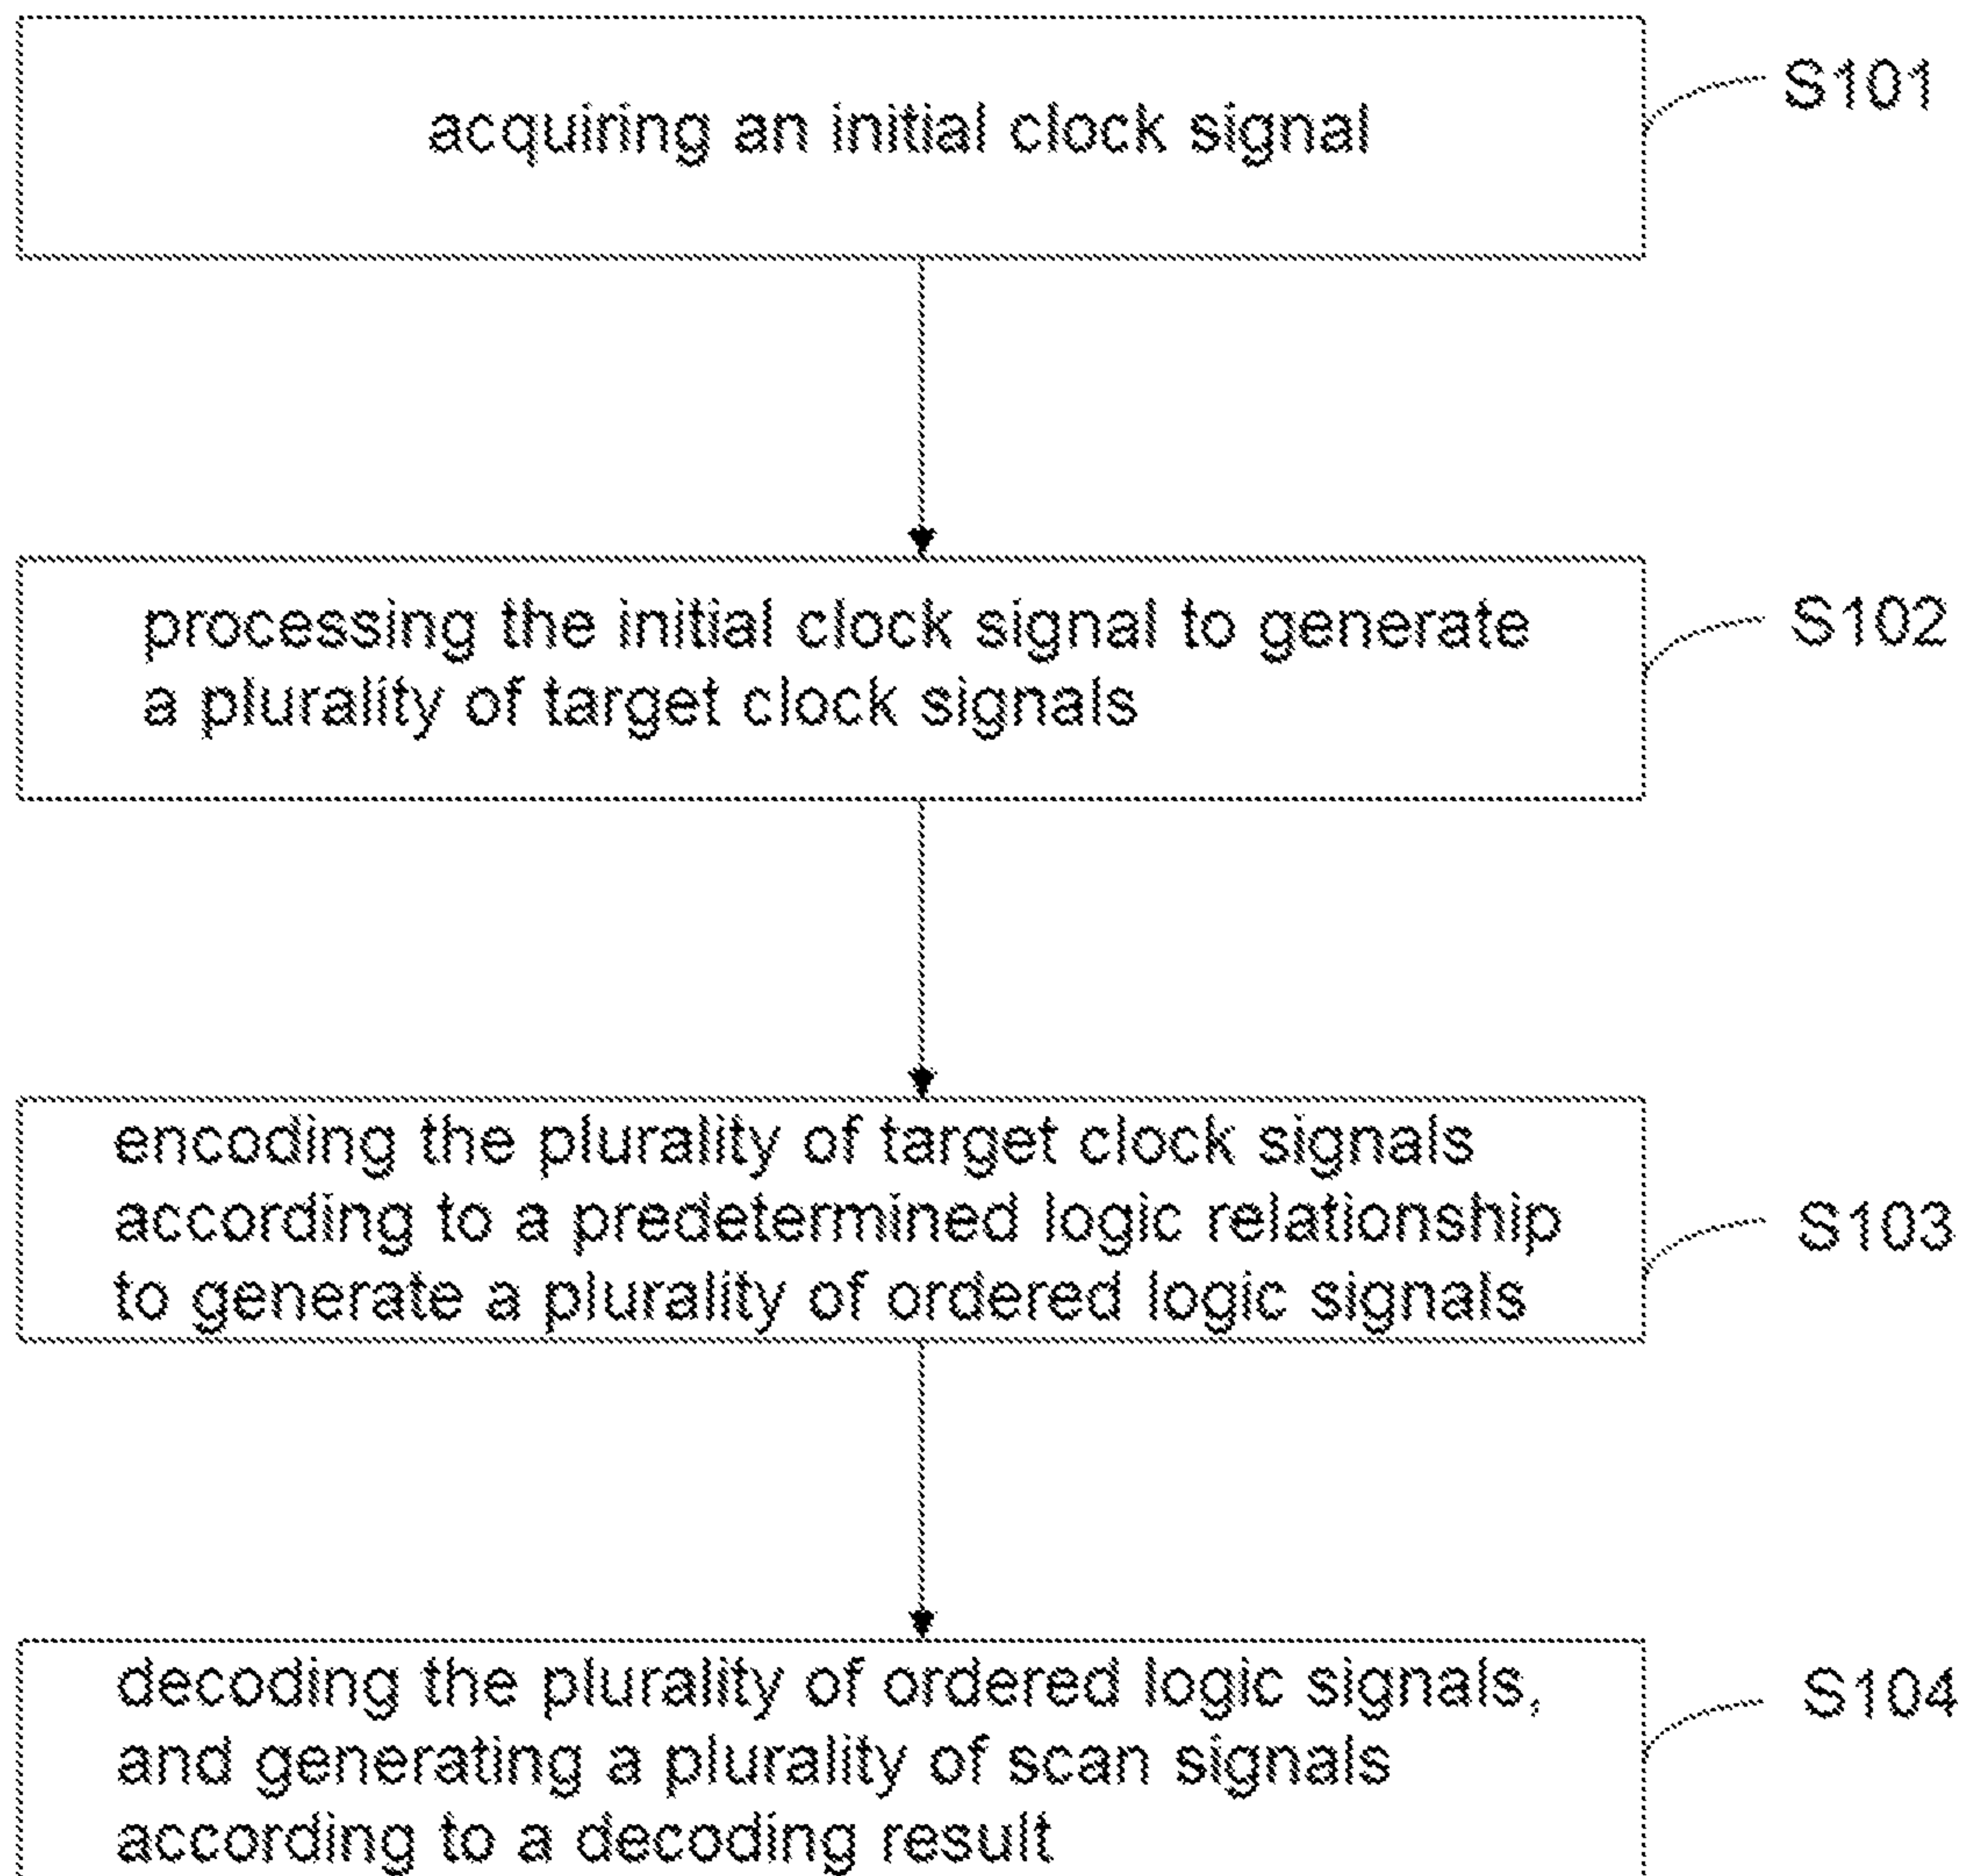 acquiring an initial clock signal
S101
processing the initial clock signal to generate
a plurality of target clock signals
S102
encoding the plurality of target clock signals
according to a predetermined logic relationship
to generate a plurality of ordered logic signals
S103
decoding the plurality of ordered logic signals,
and generating a plurality of scan signals
according to a decoding result
S104